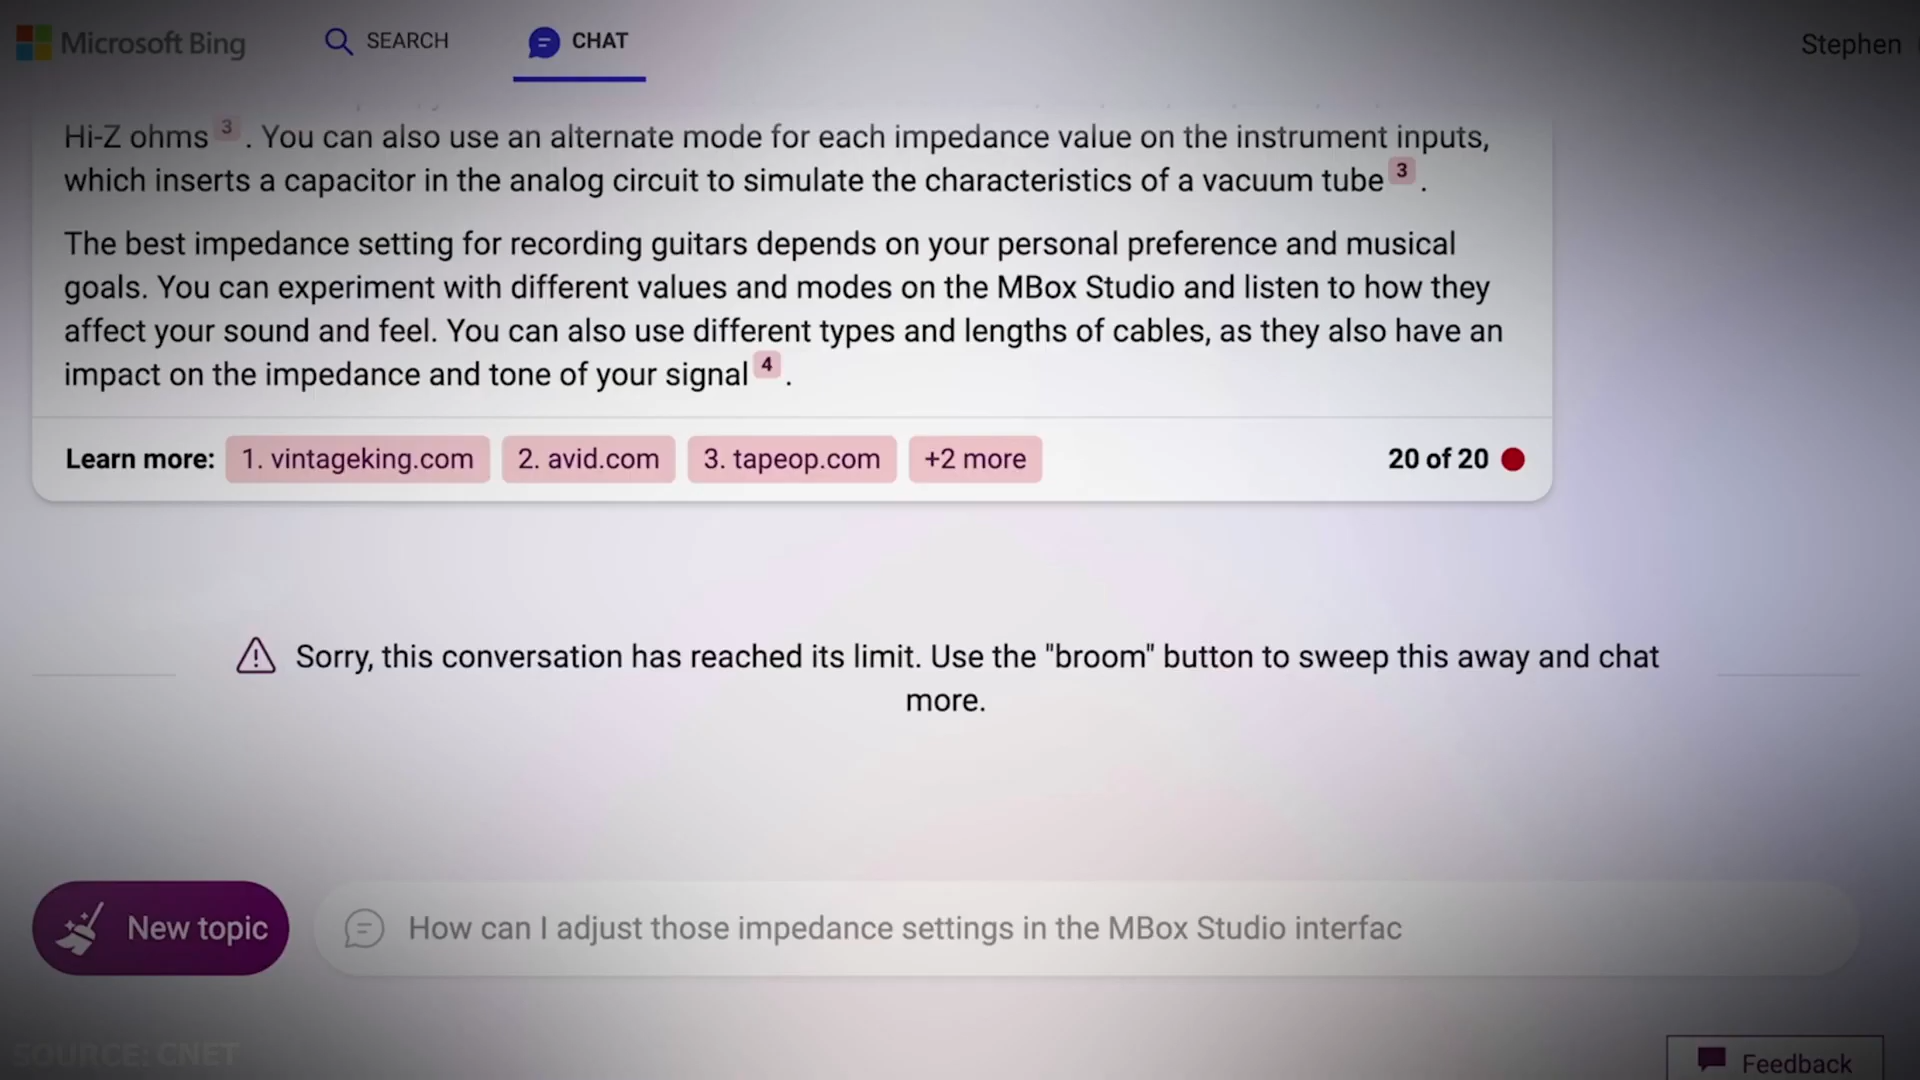 Microsoft Bing
SEARCH
CHAT
Stephen
Hi-Z ohms 3 . You can also use an alternate mode for each impedance value on the instrument inputs,
which inserts a capacitor in the analog circuit to simulate the characteristics of a vacuum tube 3 .
The best impedance setting for recording guitars depends on your personal preference and musical
goals. You can experiment with different values and modes on the MBox Studio and listen to how they
affect your sound and feel. You can also use different types and lengths of cables, as they also have an
impact on the impedance and tone of your signal 4 .
Learn more: 1. vintageking.com 2. avid.com 3. tapeop.com +2 more 20 of 20
Sorry, this conversation has reached its limit. Use the "broom" button to sweep this away and chat
more.
New topic
How can I adjust those impedance settings in the MBox Studio interfac
SOURCE: CNET
Feedback